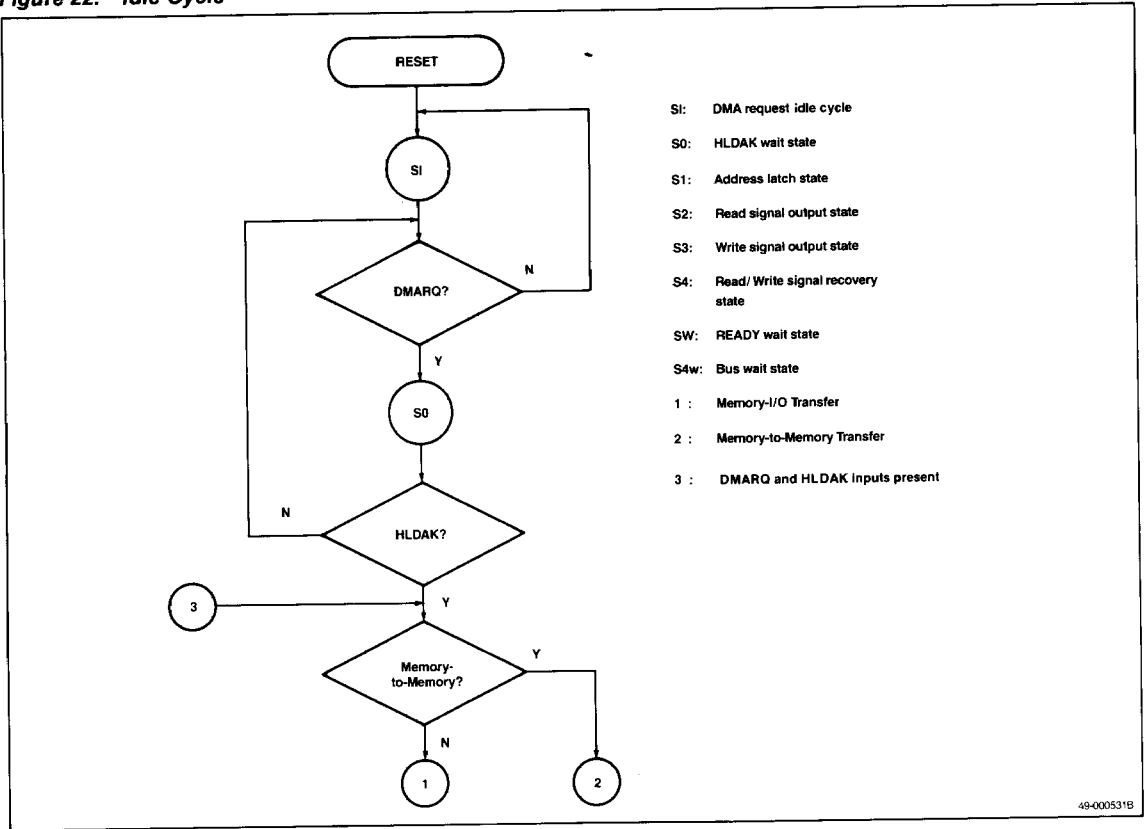 Figure 22. Idle Cycle
RESET
SI
DMARQ?
N
Y
S0
HLDAK?
N
Y
3
Memory-
to-Memory?
Y
N
1
2
SI: DMA request idle cycle
S0: HLDAK wait state
S1: Address latch state
S2: Read signal output state
S3: Write signal output state
S4: Read/Write signal recovery
state
SW: READY wait state
S4w: Bus wait state
1 : Memory-I/O Transfer
2 : Memory-to-Memory Transfer
3 : DMARQ and HLDAK inputs present
49-000531B